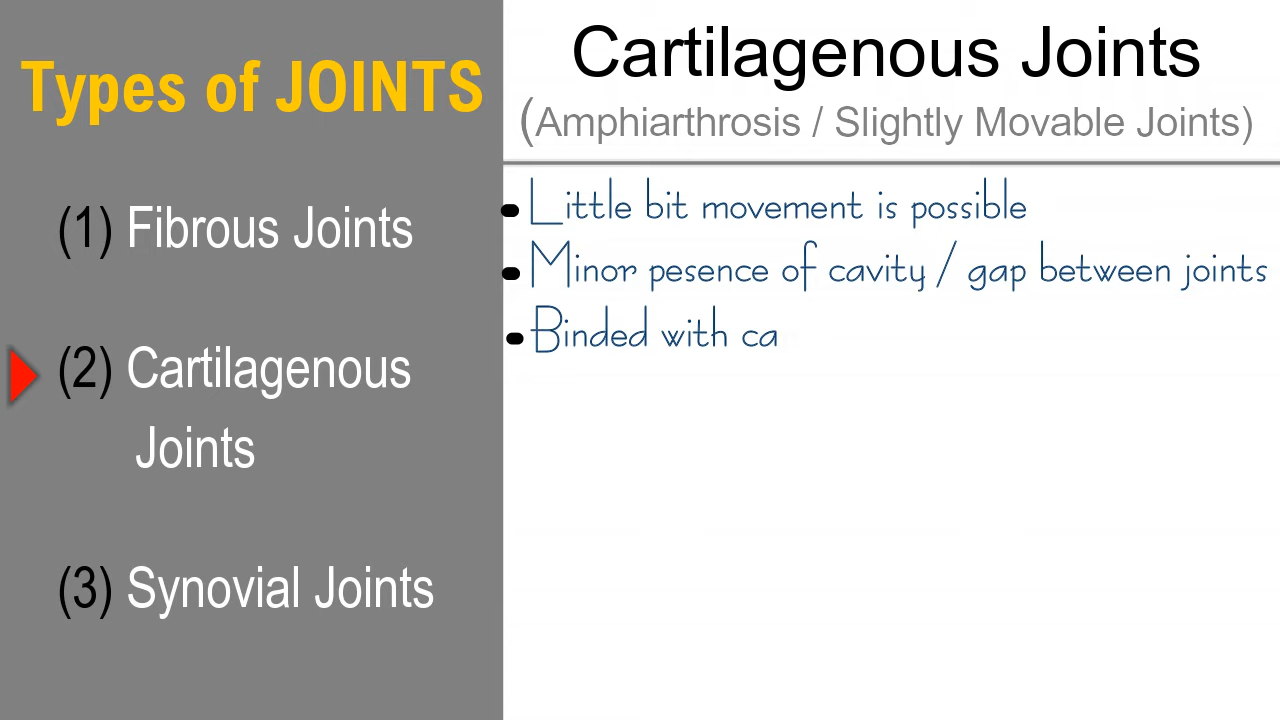 Types of JOINTS
(1) Fibrous Joints
(2) Cartilagenous
Joints
(3) Synovial Joints
Cartilagenous Joints
(Amphiarthrosis / Slightly Movable Joints)
• Little bit movement is possible
• Minor pesence of cavity / gap between joints
• Binded with ca